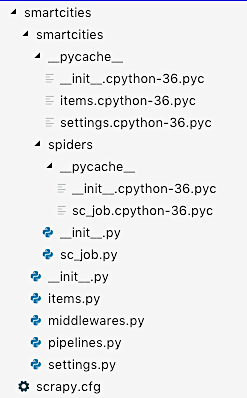 smartcities
smartcities
__pycache__
__init__.cpython-36.pyc
items.cpython-36.pyc
settings.cpython-36.pyc
spiders
__pycache__
__init__.cpython-36.pyc
sc_job.cpython-36.pyc
__init__.py
sc_job.py
__init__.py
items.py
middlewares.py
pipelines.py
settings.py
scrapy.cfg